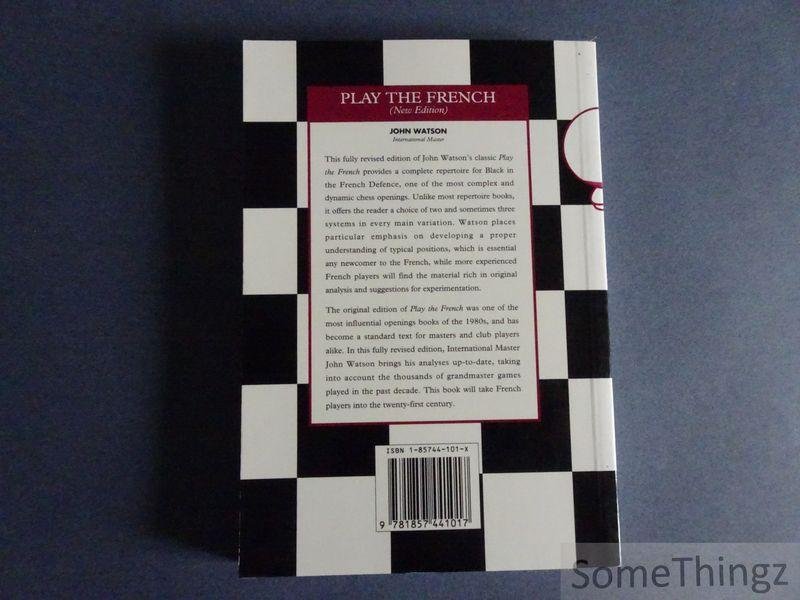 PLAY THE FRENCH
(New Edition)
JOHN WATSON
International Master
This fully revised edition of John Watson's classic Play
the French provides a complete repertoire for Black in
the French Defence, one of the most complex and
dynamic chess openings. Unlike most repertoire books,
it offers the reader a choice of two and sometimes three
systems in every main variation. Watson places
particular emphasis on developing a proper
understanding of typical positions, which is essential
any newcomer to the French, while more experienced
French players will find the material rich in original
analysis and suggestions for experimentation.
The original edition of Play the French was one of the
most influential openings books of the 1980s, and has
become a standard text for masters and club players
alike. In this fully revised edition, International Master
John Watson brings his analyses up-to-date, taking
into account the thousands of grandmaster games
played in the past decade. This book will take French
players into the twenty-first century.
ISBN 1-85744-101-X
9 781857 441017
SomeThingz